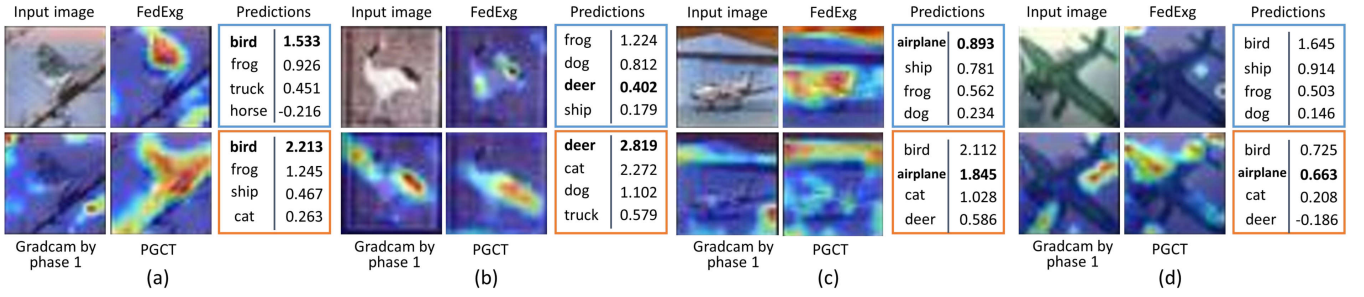 Input image FedExg Predictions
bird 1.533
frog 0.926
truck 0.451
horse -0.216
bird 2.213
frog 1.245
ship 0.467
cat 0.263
Gradcam by phase 1
PGCT
(a)
Input image FedExg Predictions
frog 1.224
dog 0.812
deer 0.402
ship 0.179
deer 2.819
cat 2.272
dog 1.102
truck 0.579
Gradcam by phase 1
PGCT
(b)
Input image FedExg Predictions
airplane 0.893
ship 0.781
frog 0.562
dog 0.234
bird 2.112
airplane 1.845
cat 1.028
deer 0.586
Gradcam by phase 1
PGCT
(c)
Input image FedExg Predictions
bird 1.645
ship 0.914
frog 0.503
dog 0.146
bird 0.725
airplane 0.663
cat 0.208
deer -0.186
Gradcam by phase 1
PGCT
(d)